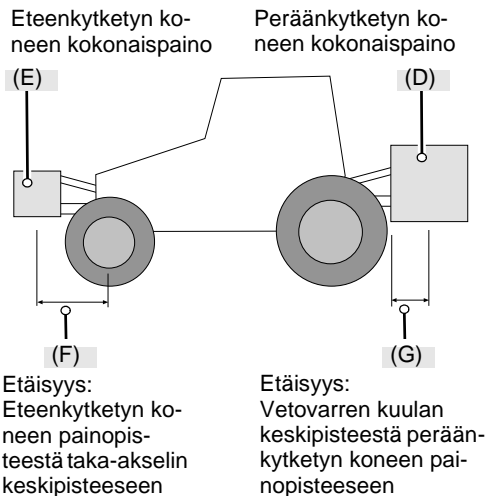 Eteenkytketyn ko-
neen kokonaispaino
Peräänkytketyn ko-
neen kokonaispaino
(E)
(D)
(F)
(G)
Etäisyys:
Eteenkytketyn ko-
neen painopis-
teestä taka-akselin
keskipisteeseen
Etäisyys:
Vetovarren kuulan
keskipisteestä perään-
kytketyn koneen pai-
nopisteeseen